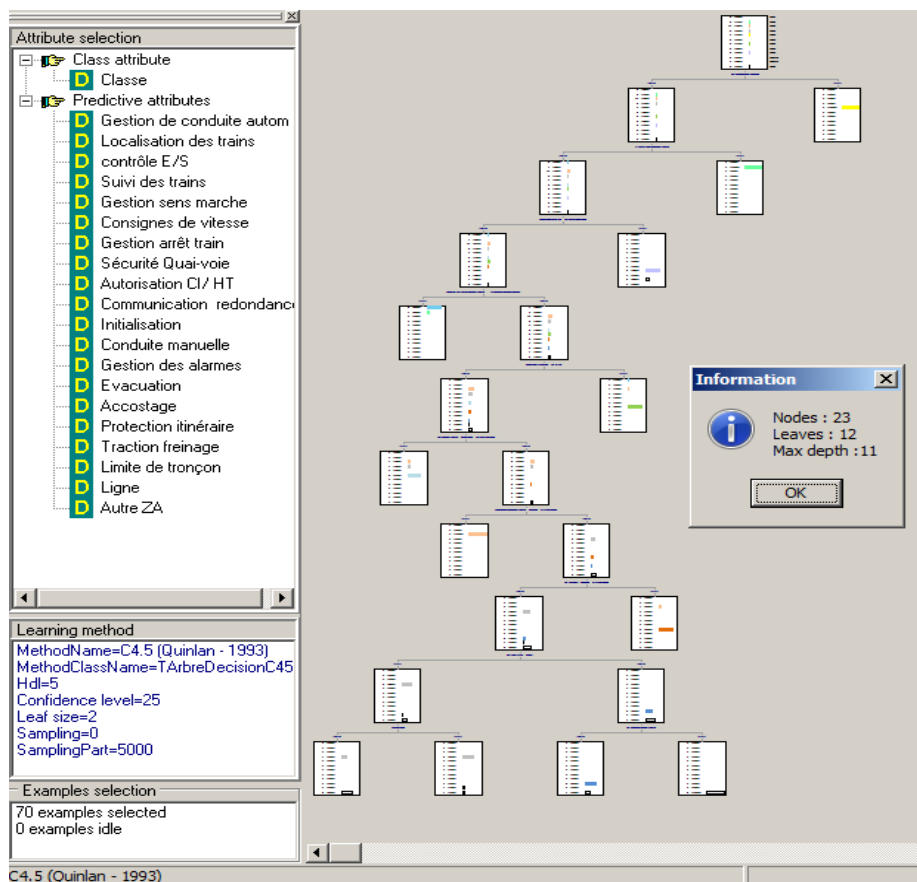 Attribute selection
Class attribute
Classe
Predictive attributes
Gestion de conduite autom
Localisation des trains
contrôle E/S
Suivi des trains
Gestion sens marche
Consignes de vitesse
Gestion arrêt train
Sécurité Quai-voie
Autorisation CI/ HT
Communication redondance
Initialisation
Conduite manuelle
Gestion des alarmes
Evacuation
Accostage
Protection itinéraire
Traction freinage
Limite de tronçon
Ligne
Autre ZA
Learning method
MethodName=C4.5 (Quinlan - 1993)
MethodClassName=TArbreDecisionC45
Hdl=5
Confidence level=25
Leaf size=2
Sampling=0
SamplingPart=5000
Examples selection
70 examples selected
0 examples idle
C4.5 (Quinlan - 1993)
Information
Nodes : 23
Leaves : 12
Max depth :11
OK